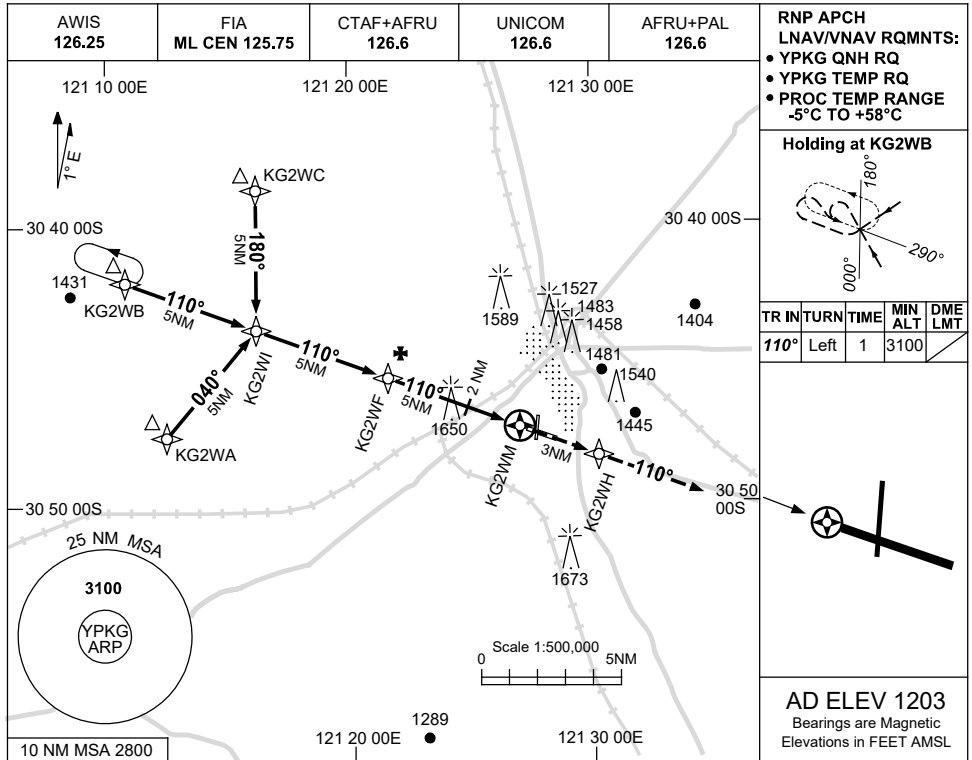 AWIS
126.25
FIA
ML CEN 125.75
CTAF+AFRU
126.6
UNICOM
126.6
AFRU+PAL
126.6
RNP APCH
LNAV/VNAV RQMNTS:
• YPKG QNH RQ
• YPKG TEMP RQ
• PROC TEMP RANGE
-5°C TO +58°C
121 10 00E
121 20 00E
121 30 00E
1° E
KG2WC
30 40 00S
30 40 00S
180°
5NM
1431
KG2WB
110°
5NM
KG2WI
110°
5NM
040°
5NM
KG2WA
KG2WF
110°
5NM
2 NM
1650
1589
1527
1483
1458
1481
1540
1445
1404
KG2WM
3NM
KG2WH
110°
30 50 00S
30 50
00S
1673
25 NM MSA
3100
YPKG
ARP
10 NM MSA 2800
Scale 1:500,000
0
5NM
1289
121 20 00E
121 30 00E
Holding at KG2WB
180°
290°
000°
TR IN TURN TIME MIN ALT DME LMT
110° Left 1 3100
AD ELEV 1203
Bearings are Magnetic
Elevations in FEET AMSL